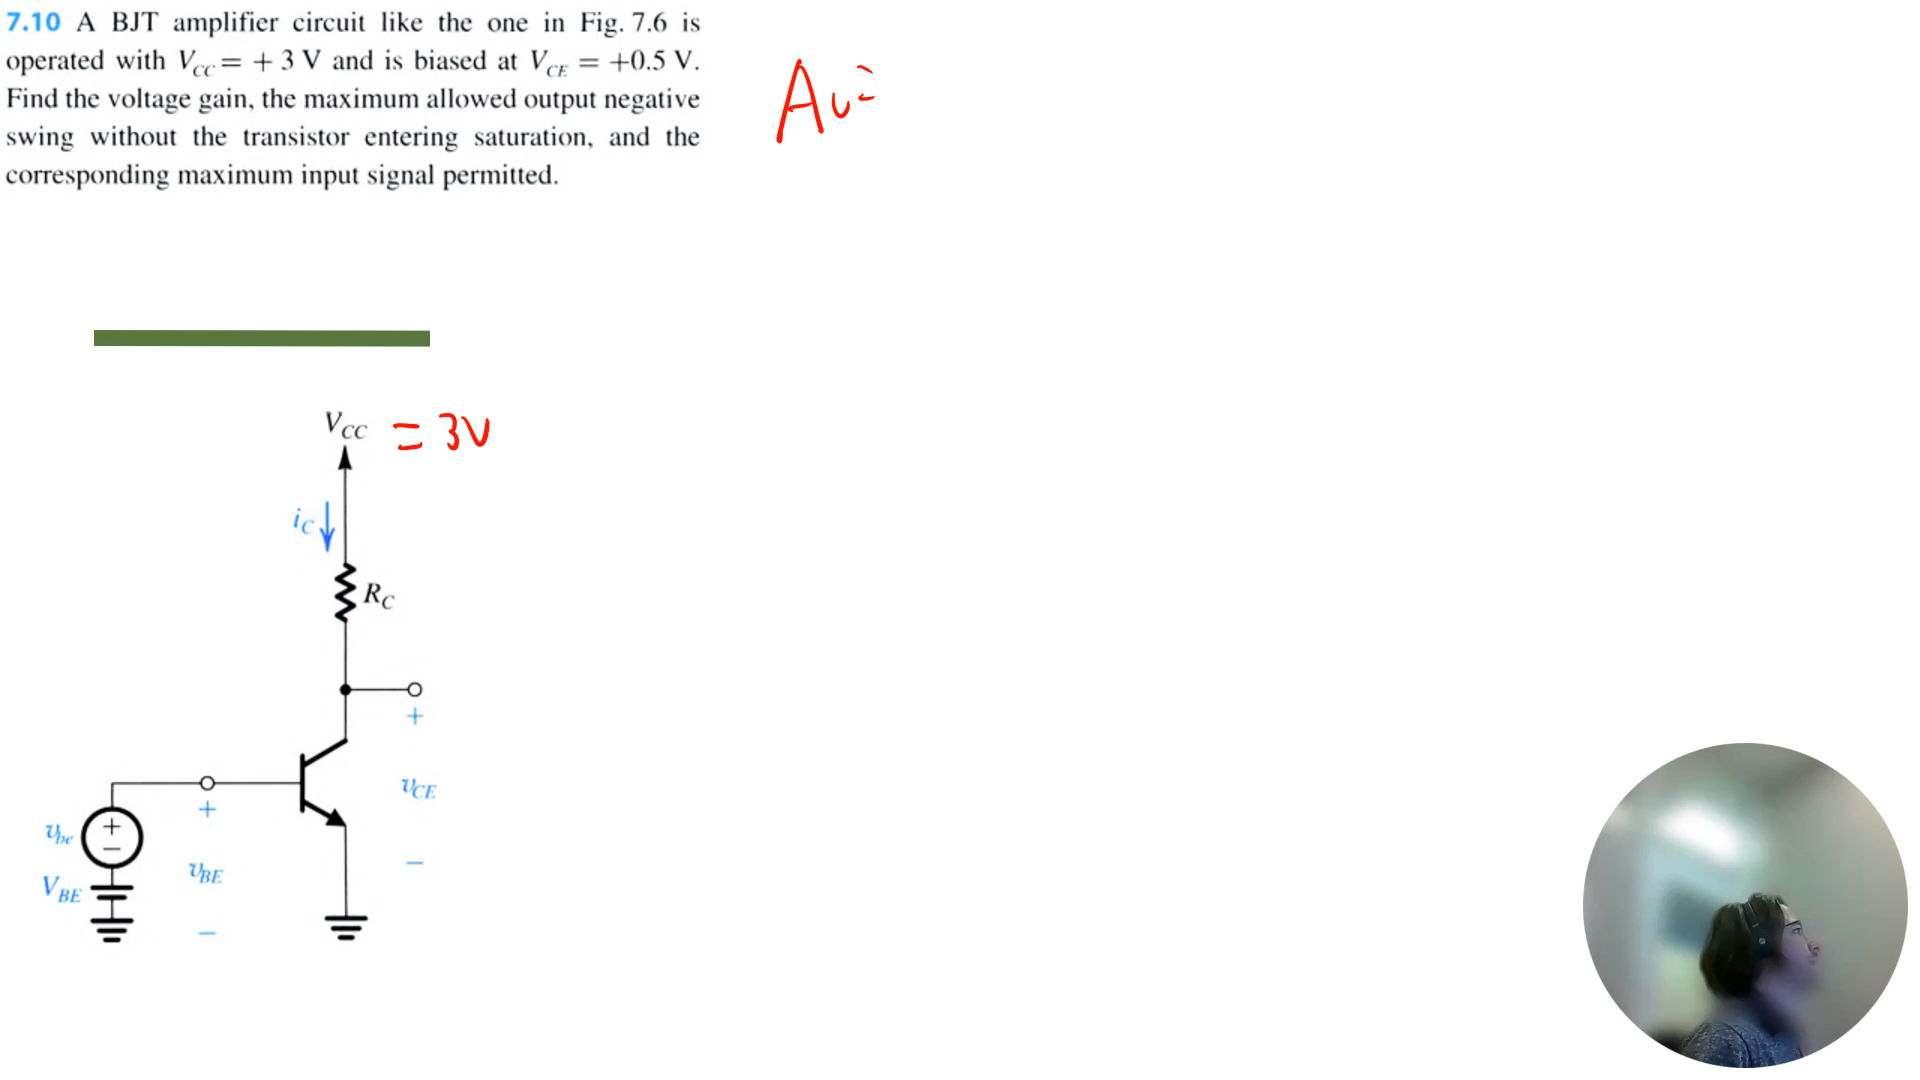 7.10 A BJT amplifier circuit like the one in Fig. 7.6 is
operated with V_CC = + 3 V and is biased at V_CE = +0.5 V.
Find the voltage gain, the maximum allowed output negative
swing without the transistor entering saturation, and the
corresponding maximum input signal permitted.
Av=
V_CC = 3V
i_C
R_C
+
v_CE
−
+
v_BE
−
v_be
+
−
V_BE